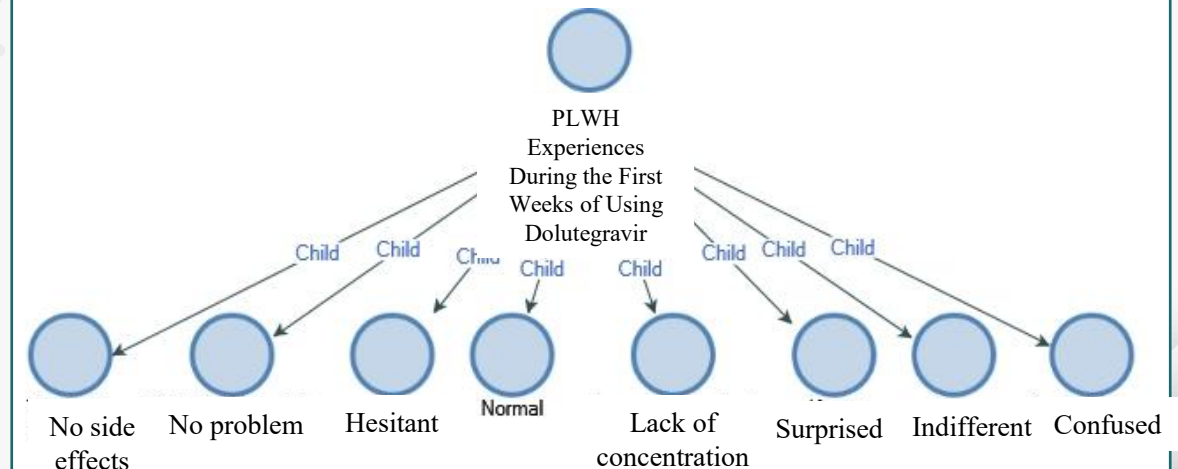 PLWH
Experiences
During the First
Weeks of Using
Dolutegravir
Child
Child
Child
Child
Child
Child
Child
No side
effects
No problem
Hesitant
Normal
Lack of
concentration
Surprised
Indifferent
Confused